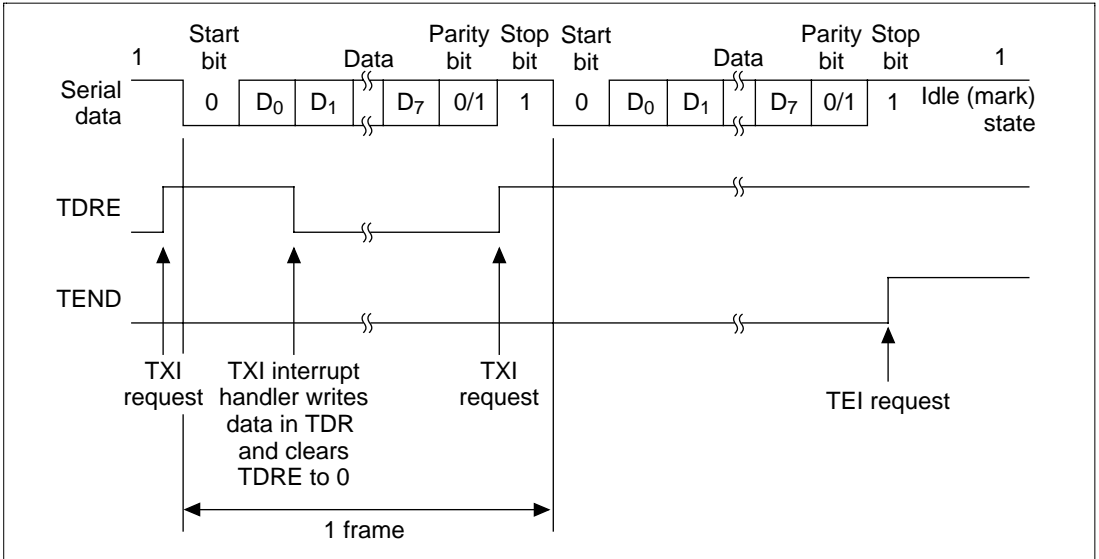 Start Parity Stop Start Parity Stop
1 bit Data bit bit bit Data bit bit 1
Serial data 0 D0 D1 D7 0/1 1 0 D0 D1 D7 0/1 1 Idle (mark) state
TDRE
TEND
TXI request
TXI interrupt
handler writes
data in TDR
and clears
TDRE to 0
TXI request
TEI request
1 frame